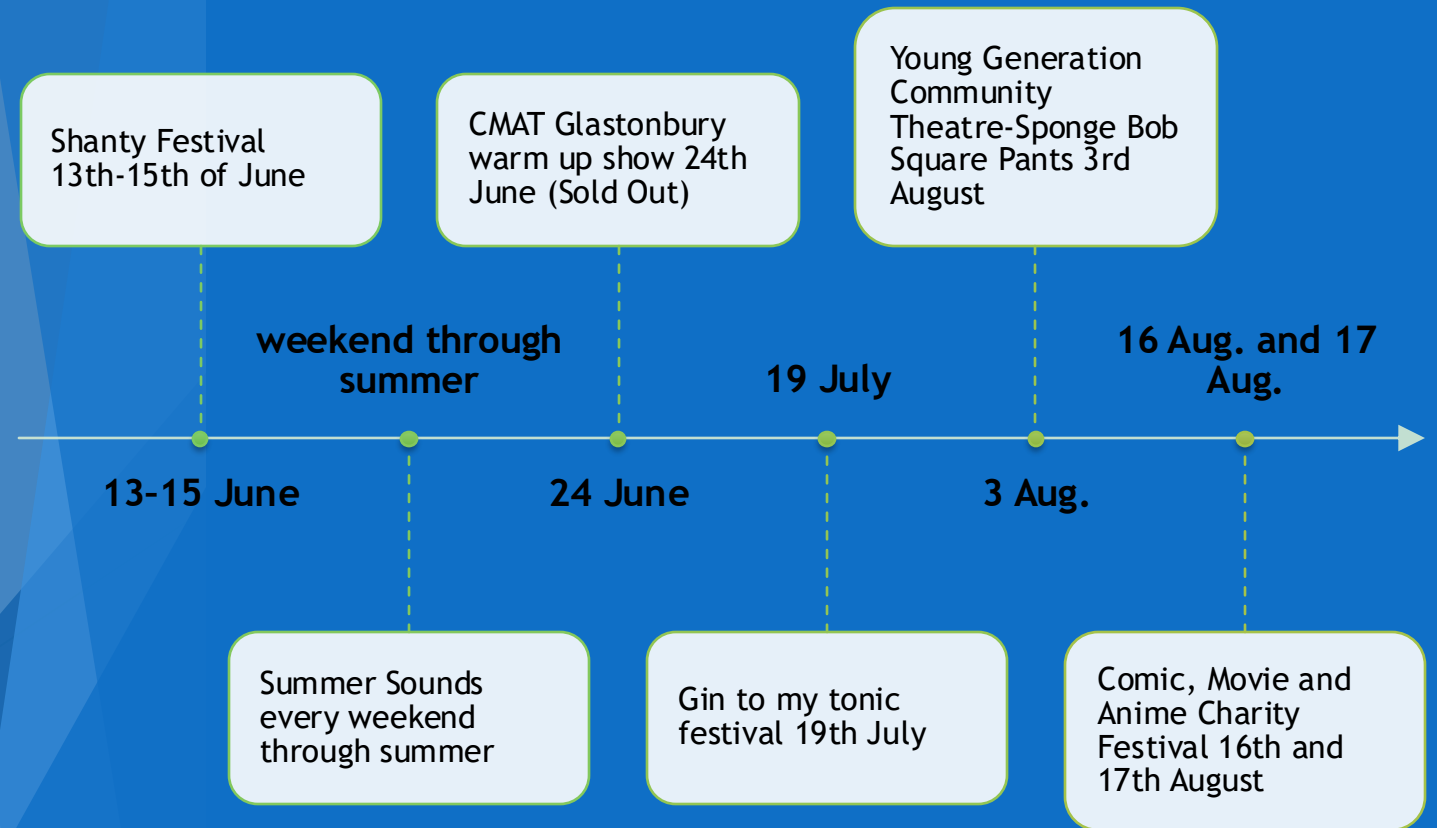 Shanty Festival
13th-15th of June
CMAT Glastonbury
warm up show 24th
June (Sold Out)
Young Generation
Community
Theatre-Sponge Bob
Square Pants 3rd
August
weekend through
summer
19 July
16 Aug. and 17
Aug.
13-15 June
24 June
3 Aug.
Summer Sounds
every weekend
through summer
Gin to my tonic
festival 19th July
Comic, Movie and
Anime Charity
Festival 16th and
17th August